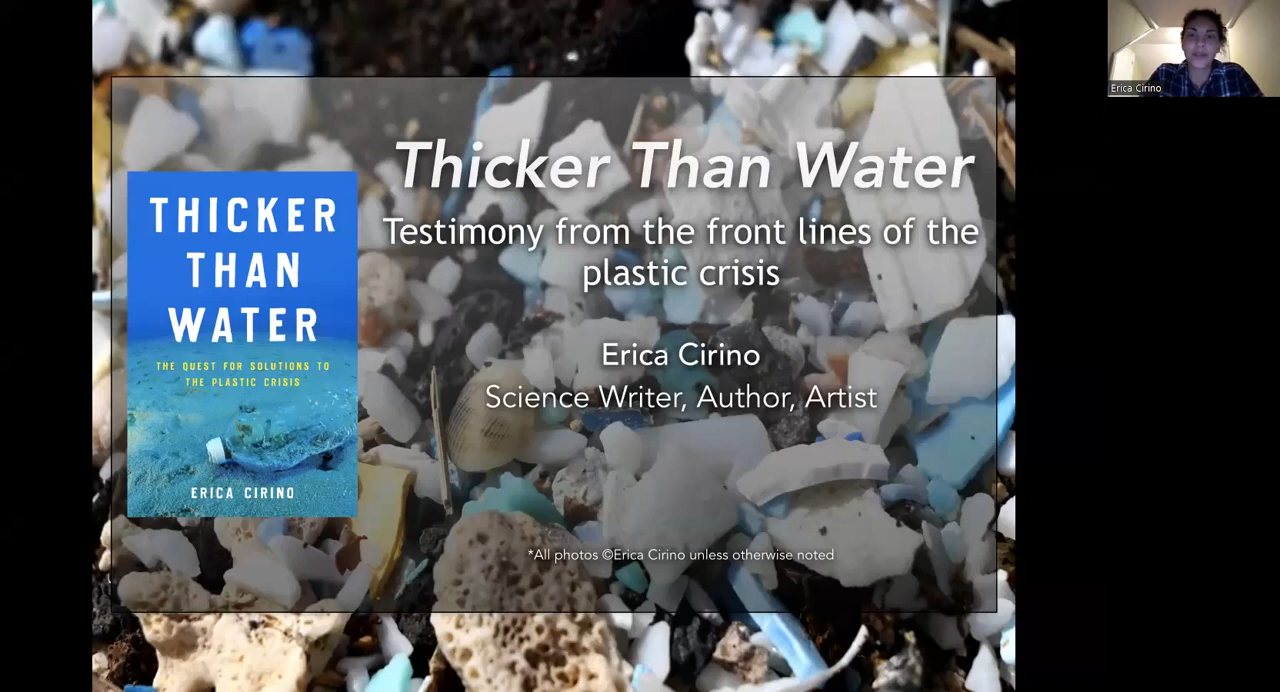 Thicker Than Water
Testimony from the front lines of the
plastic crisis
Erica Cirino
Science Writer, Author, Artist
*All photos ©Erica Cirino unless otherwise noted
THICKER
THAN
WATER
THE QUEST FOR SOLUTIONS TO
THE PLASTIC CRISIS
ERICA CIRINO
Erica Cirino